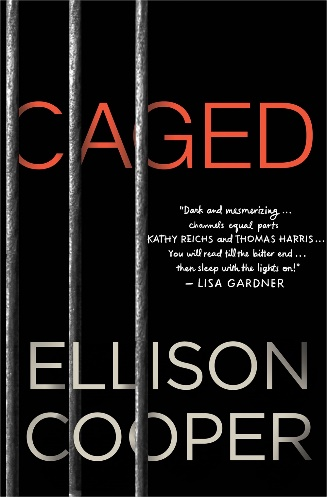 CAGED
"Dark and mesmerizing...
channels equal parts
KATHY REICHS and THOMAS HARRIS...
You will read till the bitter end...
then sleep with the lights on!"
— LISA GARDNER
ELLISON
COOPER